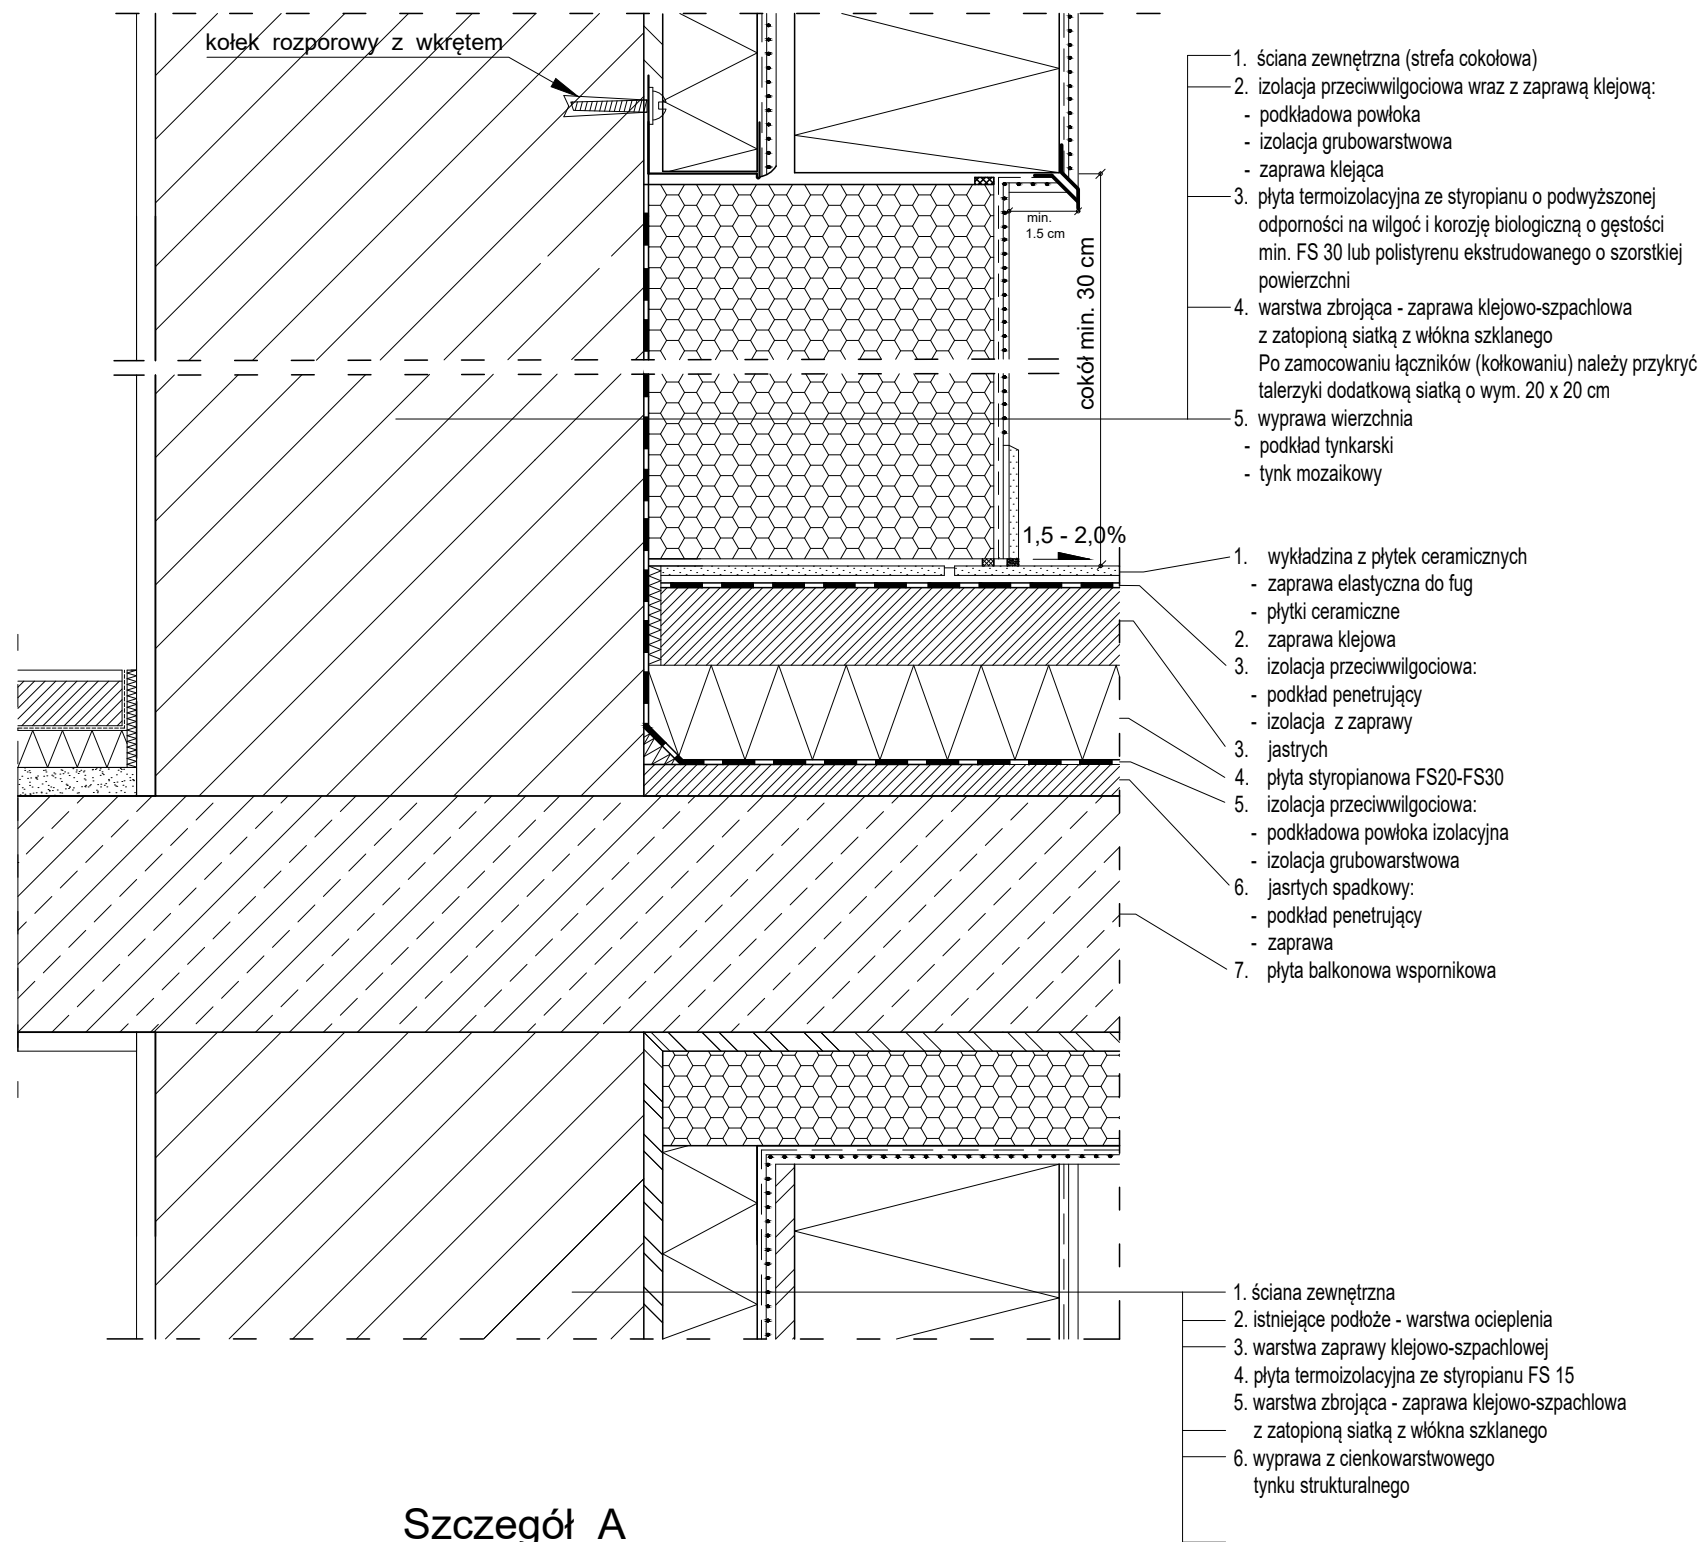 kołek rozporowy z wkrętem
1. ściana zewnętrzna (strefa cokołowa)
2. izolacja przeciwwilgociowa wraz z zaprawą klejową:
- podkładowa powłoka
- izolacja grubowarstwowa
- zaprawa klejąca
3. płyta termoizolacyjna ze styropianu o podwyższonej
odporności na wilgoć i korozję biologiczną o gęstości
min. FS 30 lub polistyrenu ekstrudowanego o szorstkiej
powierzchni
4. warstwa zbrojąca - zaprawa klejowo-szpachlowa
z zatopioną siatką z włókna szklanego
Po zamocowaniu łączników (kołkowaniu) należy przykryć
talerzyki dodatkową siatką o wym. 20 x 20 cm
5. wyprawa wierzchnia
- podkład tynkarski
- tynk mozaikowy
min.
1.5 cm
cokół min. 30 cm
1,5 - 2,0%
1. wykładzina z płytek ceramicznych
- zaprawa elastyczna do fug
- płytki ceramiczne
2. zaprawa klejowa
3. izolacja przeciwwilgociowa:
- podkład penetrujący
- izolacja z zaprawy
3. jastrych
4. płyta styropianowa FS20-FS30
5. izolacja przeciwwilgociowa:
- podkładowa powłoka izolacyjna
- izolacja grubowarstwowa
6. jasrtych spadkowy:
- podkład penetrujący
- zaprawa
7. płyta balkonowa wspornikowa
1. ściana zewnętrzna
2. istniejące podłoże - warstwa ocieplenia
3. warstwa zaprawy klejowo-szpachlowej
4. płyta termoizolacyjna ze styropianu FS 15
5. warstwa zbrojąca - zaprawa klejowo-szpachlowa
z zatopioną siatką z włókna szklanego
6. wyprawa z cienkowarstwowego
tynku strukturalnego
Szczegół A